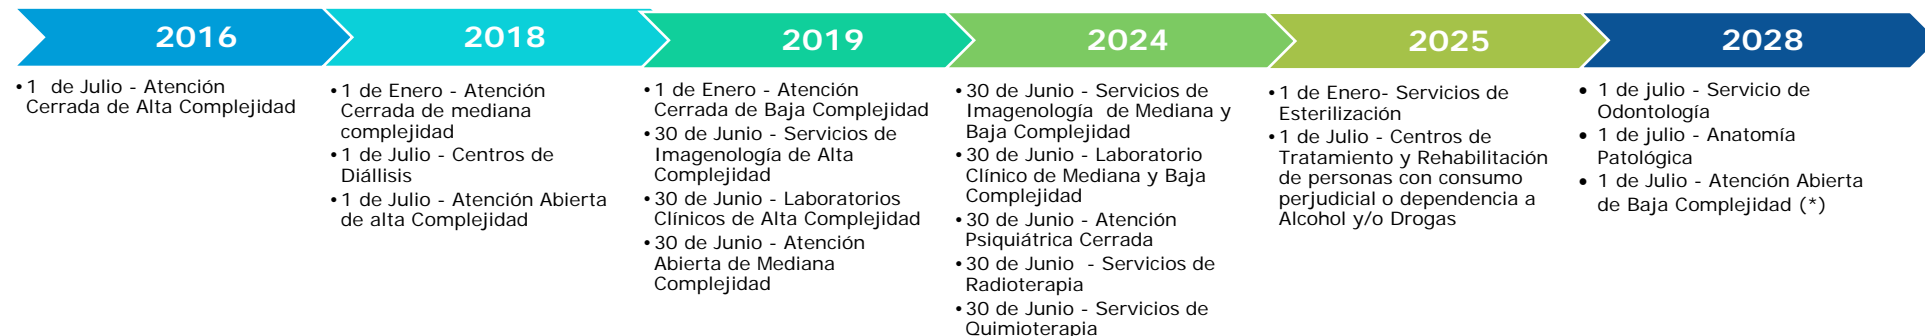 2016
•1 de Julio - Atención
Cerrada de Alta Complejidad
2018
•1 de Enero - Atención
Cerrada de mediana
complejidad
•1 de Julio - Centros de
Diállisis
•1 de Julio - Atención Abierta
de alta Complejidad
2019
•1 de Enero - Atención
Cerrada de Baja Complejidad
•30 de Junio - Servicios de
Imagenología de Alta
Complejidad
•30 de Junio - Laboratorios
Clínicos de Alta Complejidad
•30 de Junio - Atención
Abierta de Mediana
Complejidad
2024
•30 de Junio - Servicios de
Imagenología de Mediana y
Baja Complejidad
•30 de Junio - Laboratorio
Clínico de Mediana y Baja
Complejidad
•30 de Junio - Atención
Psiquiátrica Cerrada
•30 de Junio - Servicios de
Radioterapia
•30 de Junio - Servicios de
Quimioterapia
2025
•1 de Enero- Servicios de
Esterilización
•1 de Julio - Centros de
Tratamiento y Rehabilitación
de personas con consumo
perjudicial o dependencia a
Alcohol y/o Drogas
2028
• 1 de julio - Servicio de
Odontología
• 1 de julio - Anatomía
Patológica
• 1 de Julio - Atención Abierta
de Baja Complejidad (*)